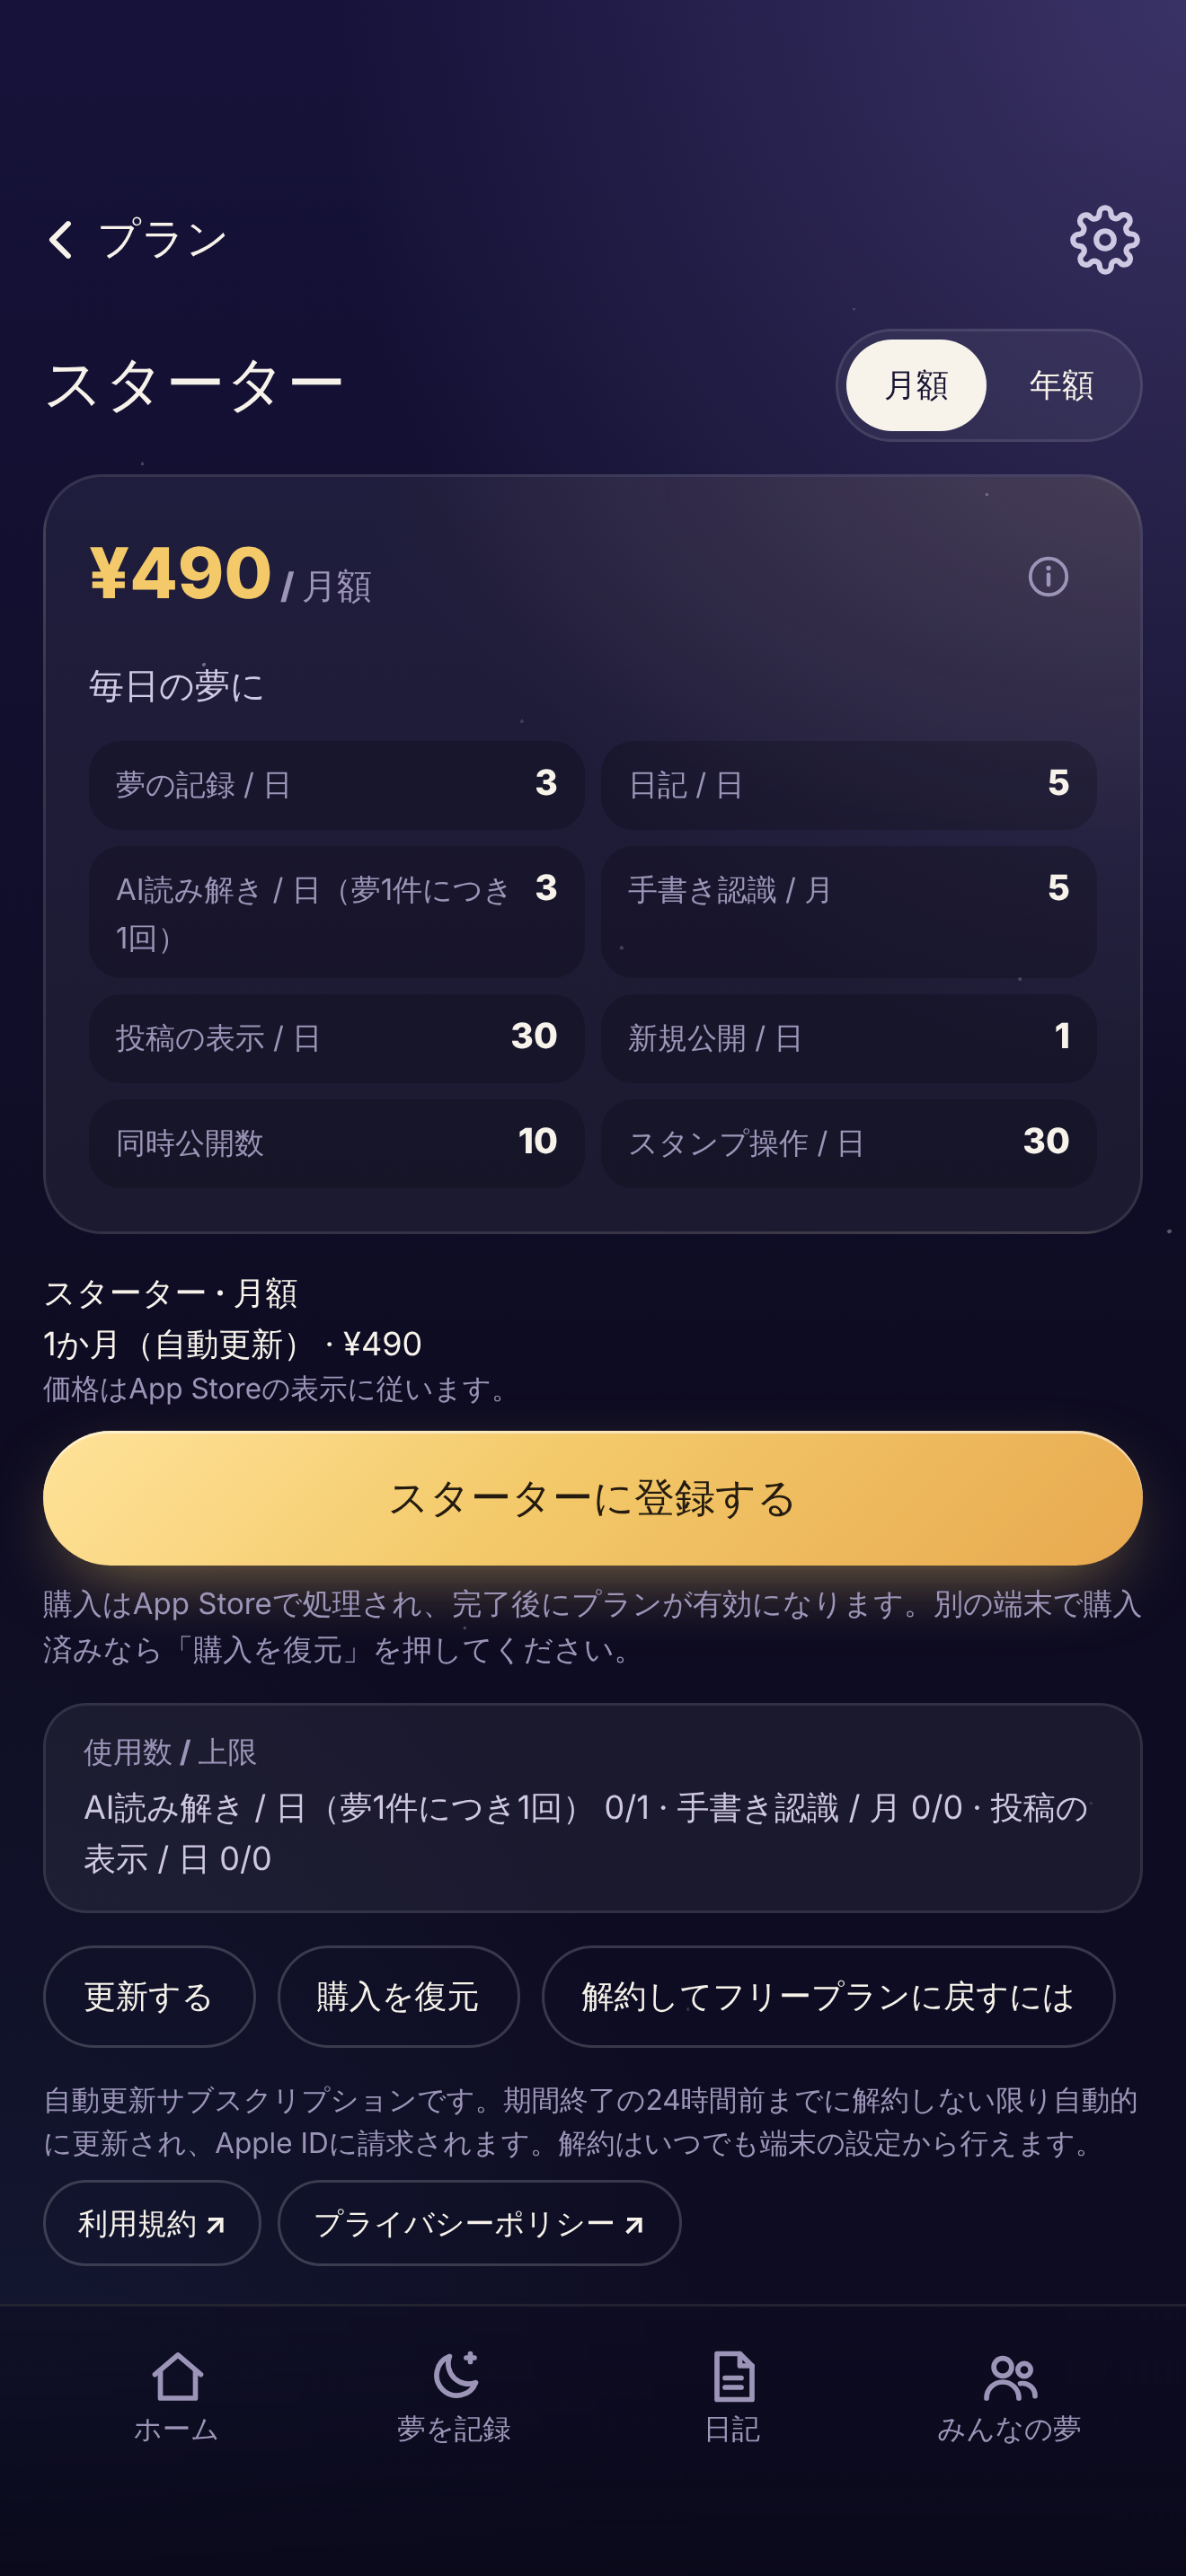 プラン
スターター
月額 年額
¥490 / 月額
毎日の夢に
夢の記録 / 日 3
日記 / 日 5
AI読み解き / 日（夢1件につき 3
1回）
手書き認識 / 月 5
投稿の表示 / 日 30
新規公開 / 日 1
同時公開数 10
スタンプ操作 / 日 30
スターター · 月額
1か月（自動更新） · ¥490
価格はApp Storeの表示に従います。
スターターに登録する
購入はApp Storeで処理され、完了後にプランが有効になります。別の端末で購入
済みなら「購入を復元」を押してください。
使用数 / 上限
AI読み解き / 日（夢1件につき1回） 0/1 · 手書き認識 / 月 0/0 · 投稿の
表示 / 日 0/0
更新する 購入を復元 解約してフリープランに戻すには
自動更新サブスクリプションです。期間終了の24時間前までに解約しない限り自動的
に更新され、Apple IDに請求されます。解約はいつでも端末の設定から行えます。
利用規約 プライバシーポリシー
ホーム 夢を記録 日記 みんなの夢